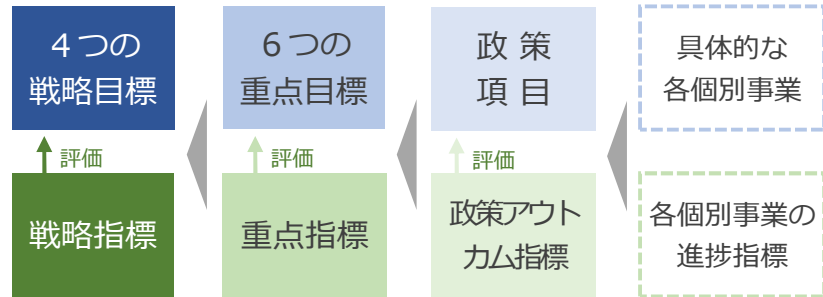 ４つの
戦略目標
６つの
重点目標
政 策
項 目
具体的な
各個別事業
評価
評価
評価
戦略指標
重点指標
政策アウト
カム指標
各個別事業の
進捗指標